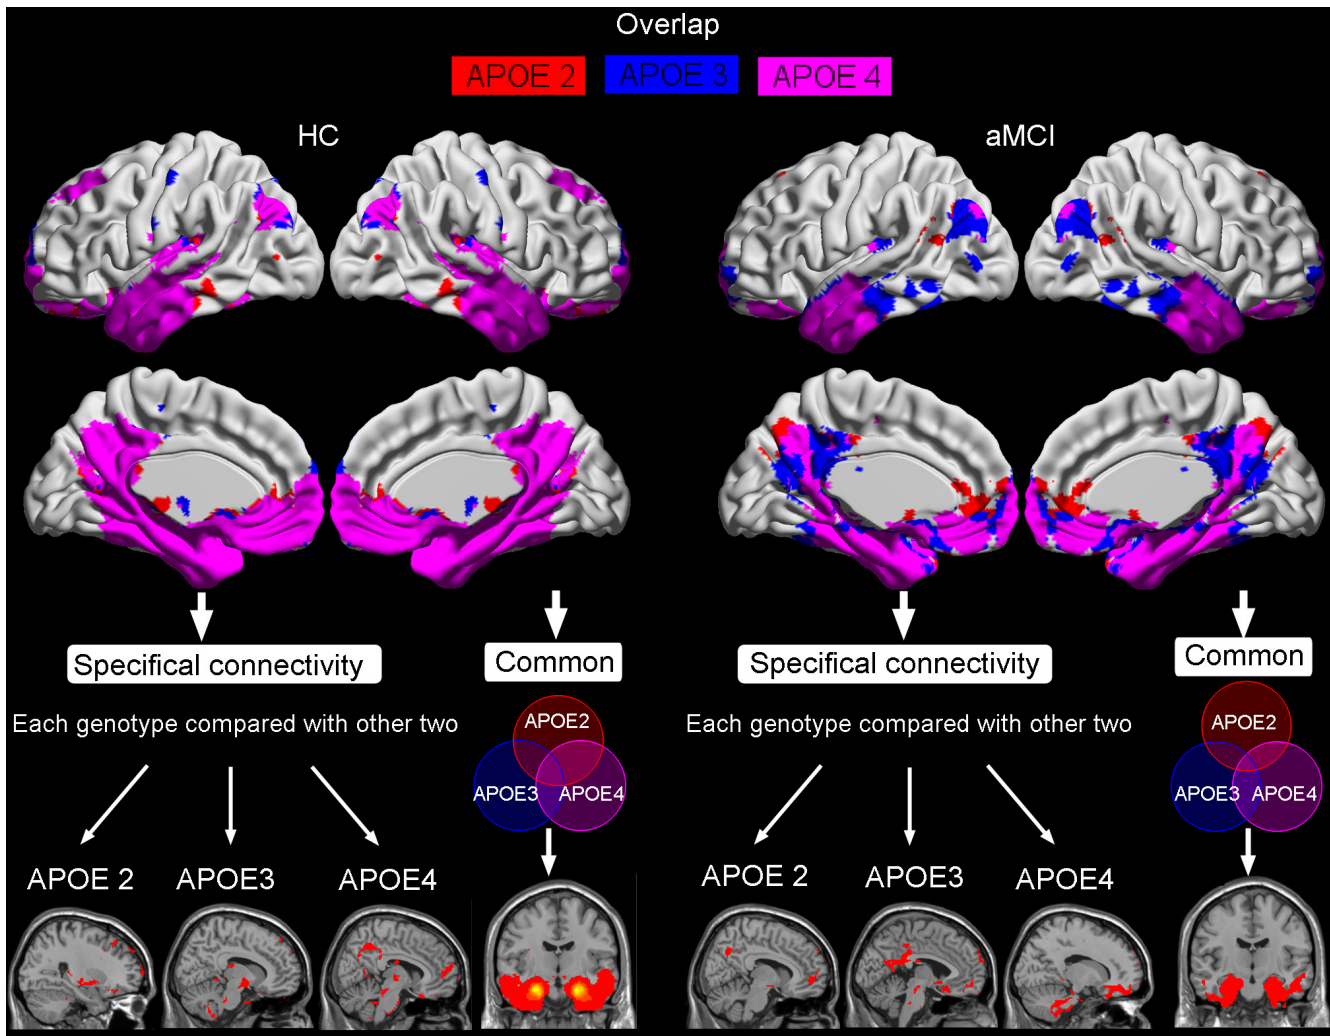 Overlap
APOE 2 APOE 3 APOE 4
HC aMCI
Specifical connectivity Common Specifical connectivity Common
Each genotype compared with other two Each genotype compared with other two
APOE2 APOE2
APOE3 APOE4 APOE3 APOE4
APOE 2 APOE3 APOE4 APOE 2 APOE3 APOE4